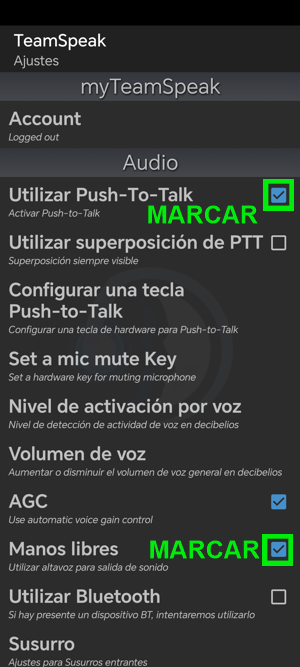 TeamSpeak
Ajustes
myTeamSpeak
Account
Logged out
Audio
Utilizar Push-To-Talk
Activar Push-to-Talk
MARCAR
Utilizar superposición de PTT
Superposición siempre visible
Configurar una tecla
Push-to-Talk
Configurar una tecla de hardware para Push-to-Talk
Set a mic mute Key
Set a hardware key for muting microphone
Nivel de activación por voz
Nivel de detección de actividad de voz en decibelios
Volumen de voz
Aumentar o disminuir el volumen de voz general en decibelios
AGC
Use automatic voice gain control
Manos libres MARCAR
Utilizar altavoz para salida de sonido
Utilizar Bluetooth
Si hay presente un dispositivo BT, intentaremos utilizarlo
Susurro
Ajustes para Susurros entrantes